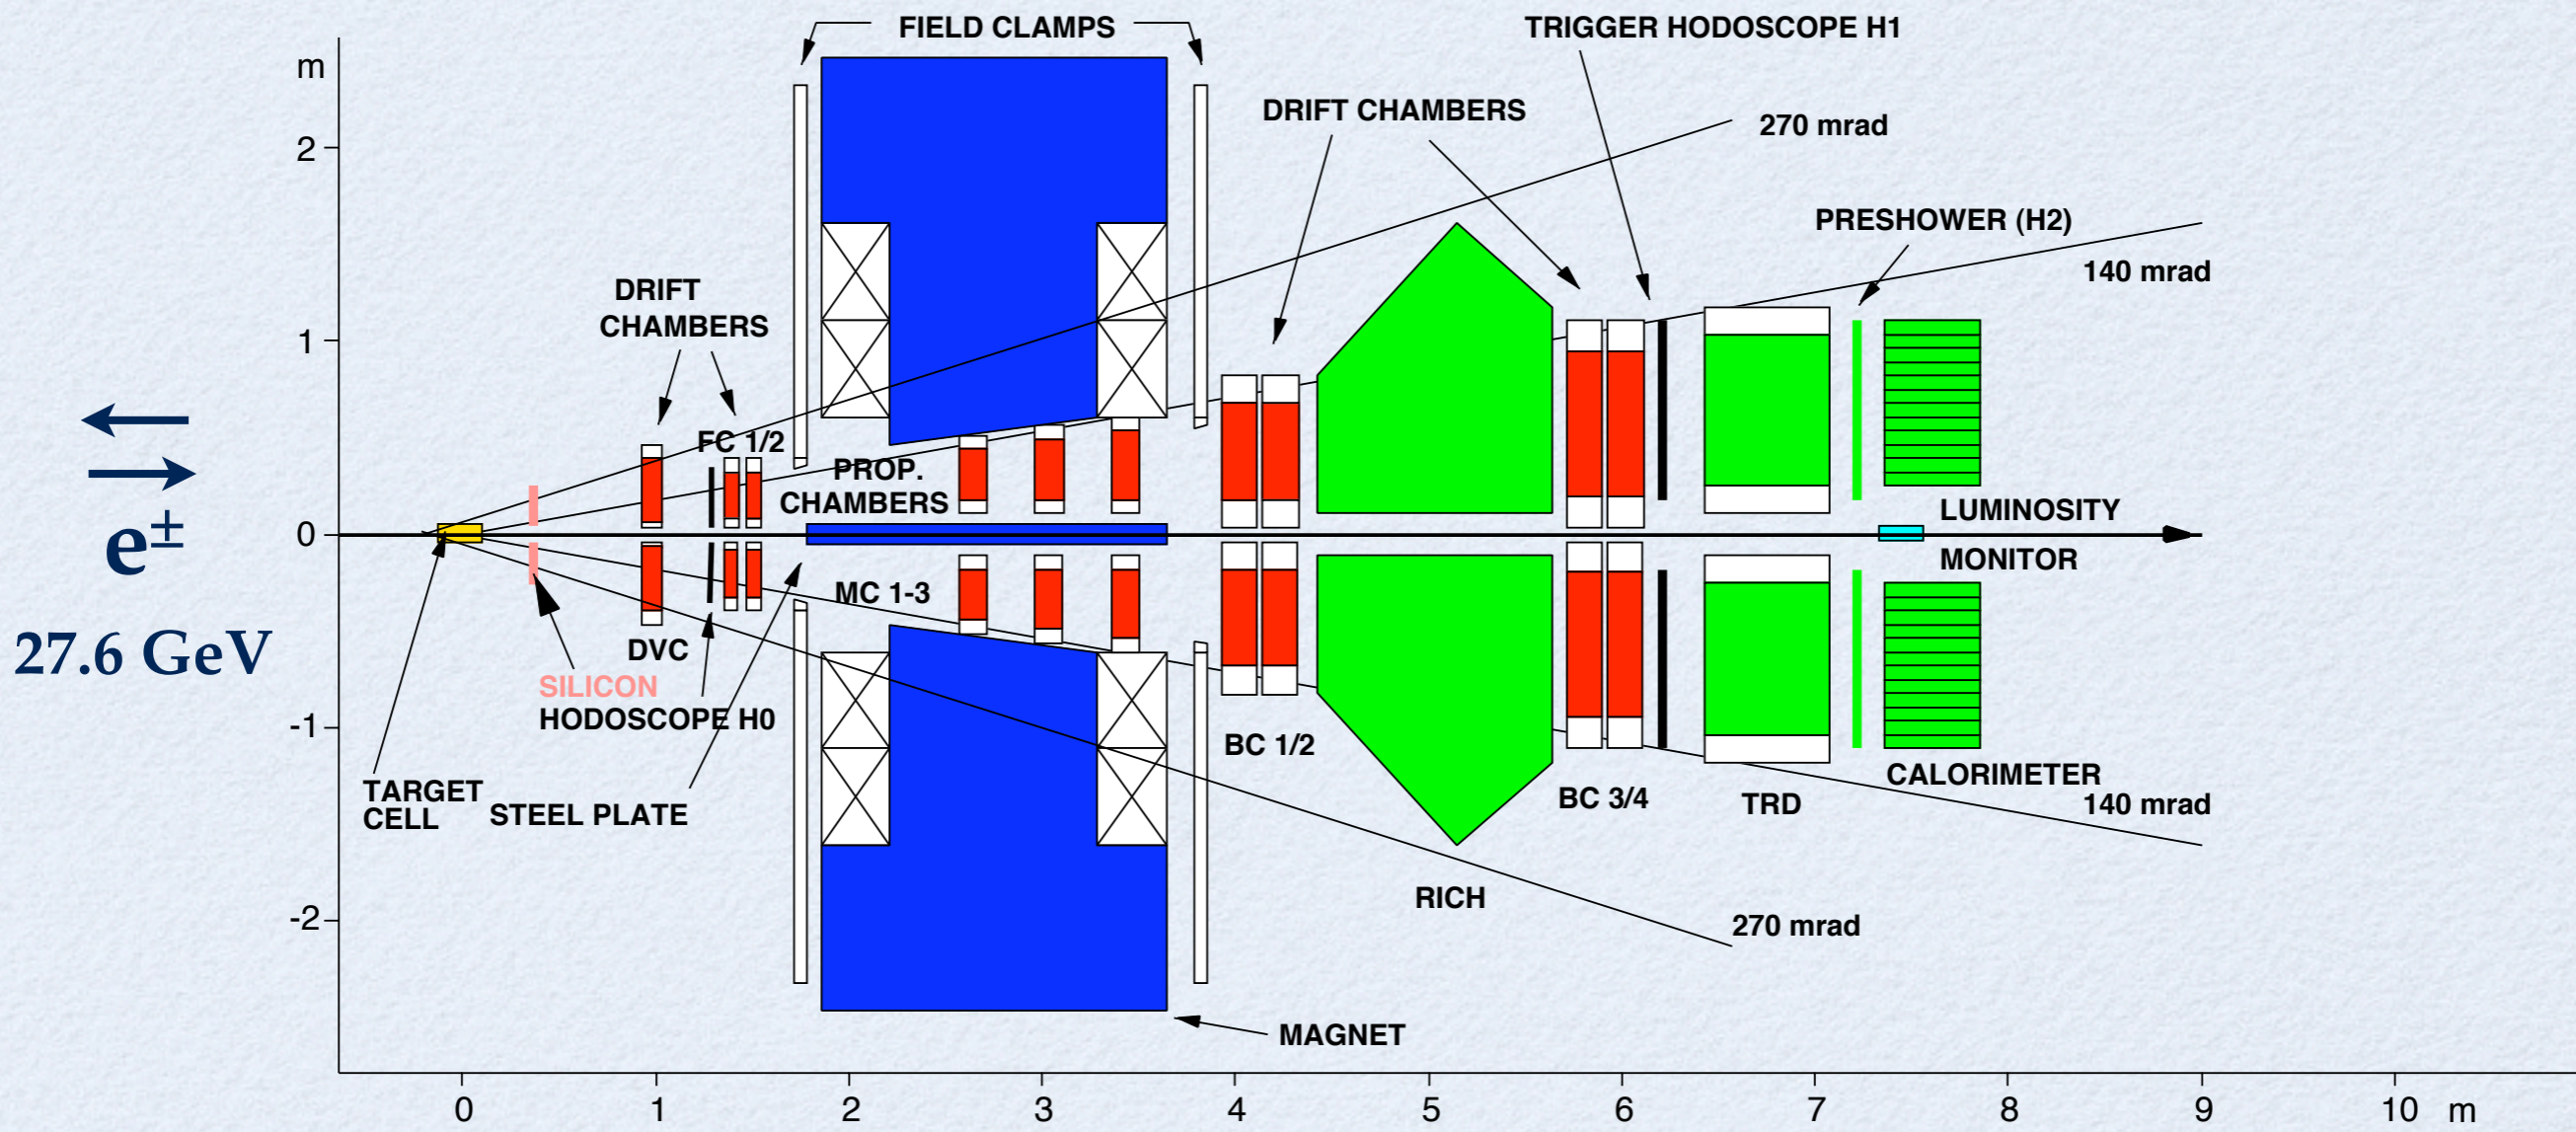 FIELD CLAMPS
TRIGGER HODOSCOPE H1
m
DRIFT CHAMBERS
270 mrad
2
PRESHOWER (H2)
140 mrad
DRIFT
CHAMBERS
1
FC 1/2
PROP.
CHAMBERS
LUMINOSITY
0
MONITOR
e±
27.6 GeV
MC 1-3
DVC
SILICON
HODOSCOPE H0
-1
BC 1/2
TARGET
CELL
STEEL PLATE
BC 3/4
TRD
CALORIMETER
140 mrad
RICH
-2
270 mrad
MAGNET
0 1 2 3 4 5 6 7 8 9 10 m